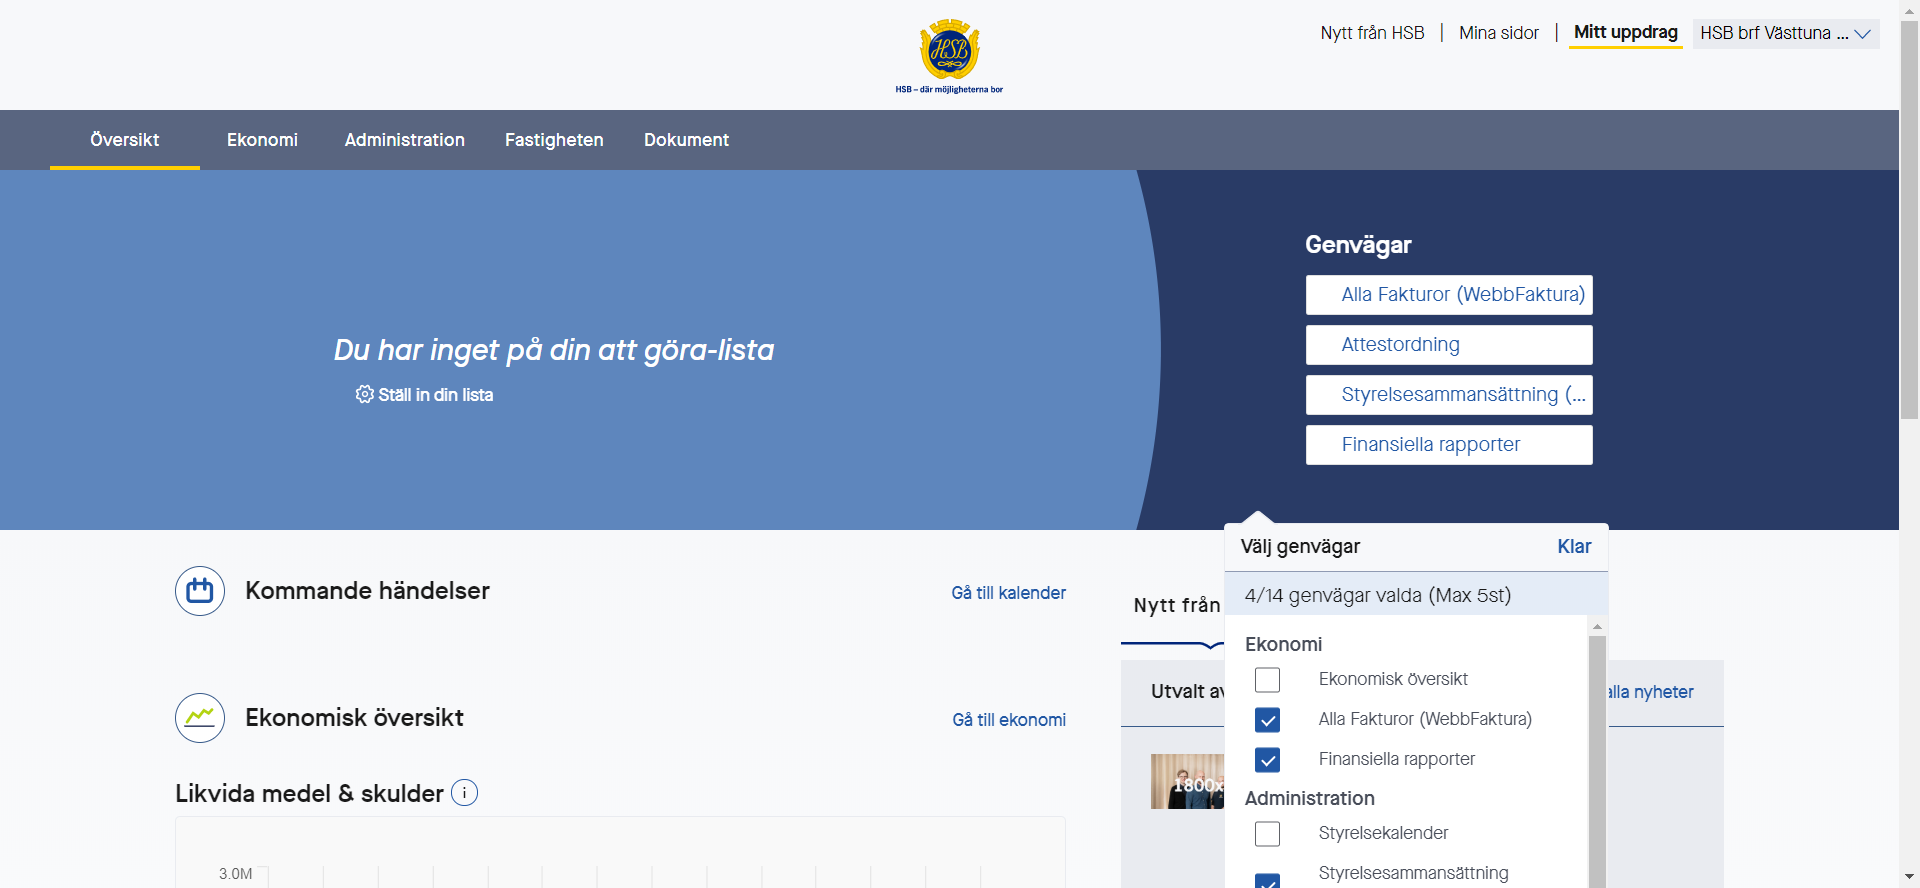 HSB
HSB – där möjligheterna bor
Nytt från HSB
Mina sidor
Mitt uppdrag
HSB brf Västtuna ...
Översikt
Ekonomi
Administration
Fastigheten
Dokument
Du har inget på din att göra-lista
Ställ in din lista
Genvägar
Alla Fakturor (WebbFaktura)
Attestordning
Styrelsesammansättning (...
Finansiella rapporter
Kommande händelser
Gå till kalender
Ekonomisk översikt
Gå till ekonomi
Likvida medel & skulder
i
3.0M
Nytt från
Utvalt av
alla nyheter
1800x
Välj genvägar
Klar
4/14 genvägar valda (Max 5st)
Ekonomi
Ekonomisk översikt
Alla Fakturor (WebbFaktura)
Finansiella rapporter
Administration
Styrelsekalender
Styrelsesammansättning